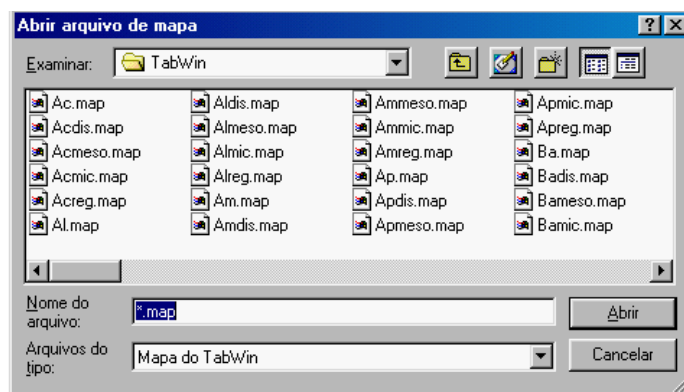 Abrir arquivo de mapa
Examinar: TabWin
Ac.map Aldis.map Ammeso.map Apmic.map
Acdis.map Almeso.map Ammic.map Apreg.map
Acmeso.map Almic.map Amreg.map Ba.map
Acmic.map Alreg.map Ap.map Badis.map
Acreg.map Am.map Apdis.map Bameso.map
Al.map Amdis.map Apmeso.map Bamic.map
Nome do
arquivo: *.map Abrir
Arquivos do
tipo: Mapa do TabWin Cancelar